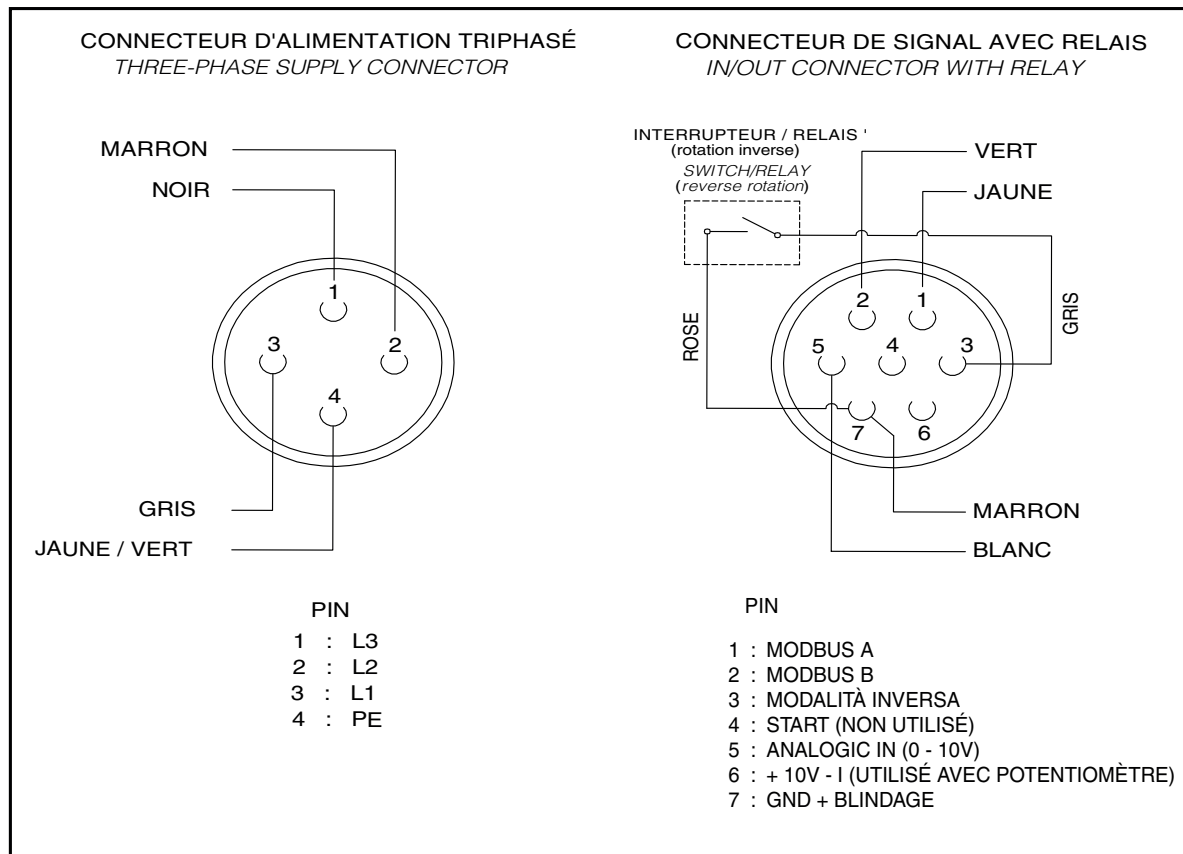 CONNECTEUR D'ALIMENTATION TRIPHASÉ
THREE-PHASE SUPPLY CONNECTOR
MARRON
NOIR
1
3
2
4
GRIS
JAUNE / VERT
PIN
1 : L3
2 : L2
3 : L1
4 : PE
CONNECTEUR DE SIGNAL AVEC RELAIS
IN/OUT CONNECTOR WITH RELAY
INTERRUPTEUR / RELAIS '
(rotation inverse)
SWITCH/RELAY
(reverse rotation)
VERT
JAUNE
ROSE
GRIS
2
1
5
4
3
7
6
MARRON
BLANC
PIN
1 : MODBUS A
2 : MODBUS B
3 : MODALITÀ INVERSA
4 : START (NON UTILISÉ)
5 : ANALOGIC IN (0 - 10V)
6 : + 10V - I (UTILISÉ AVEC POTENTIOMÈTRE)
7 : GND + BLINDAGE